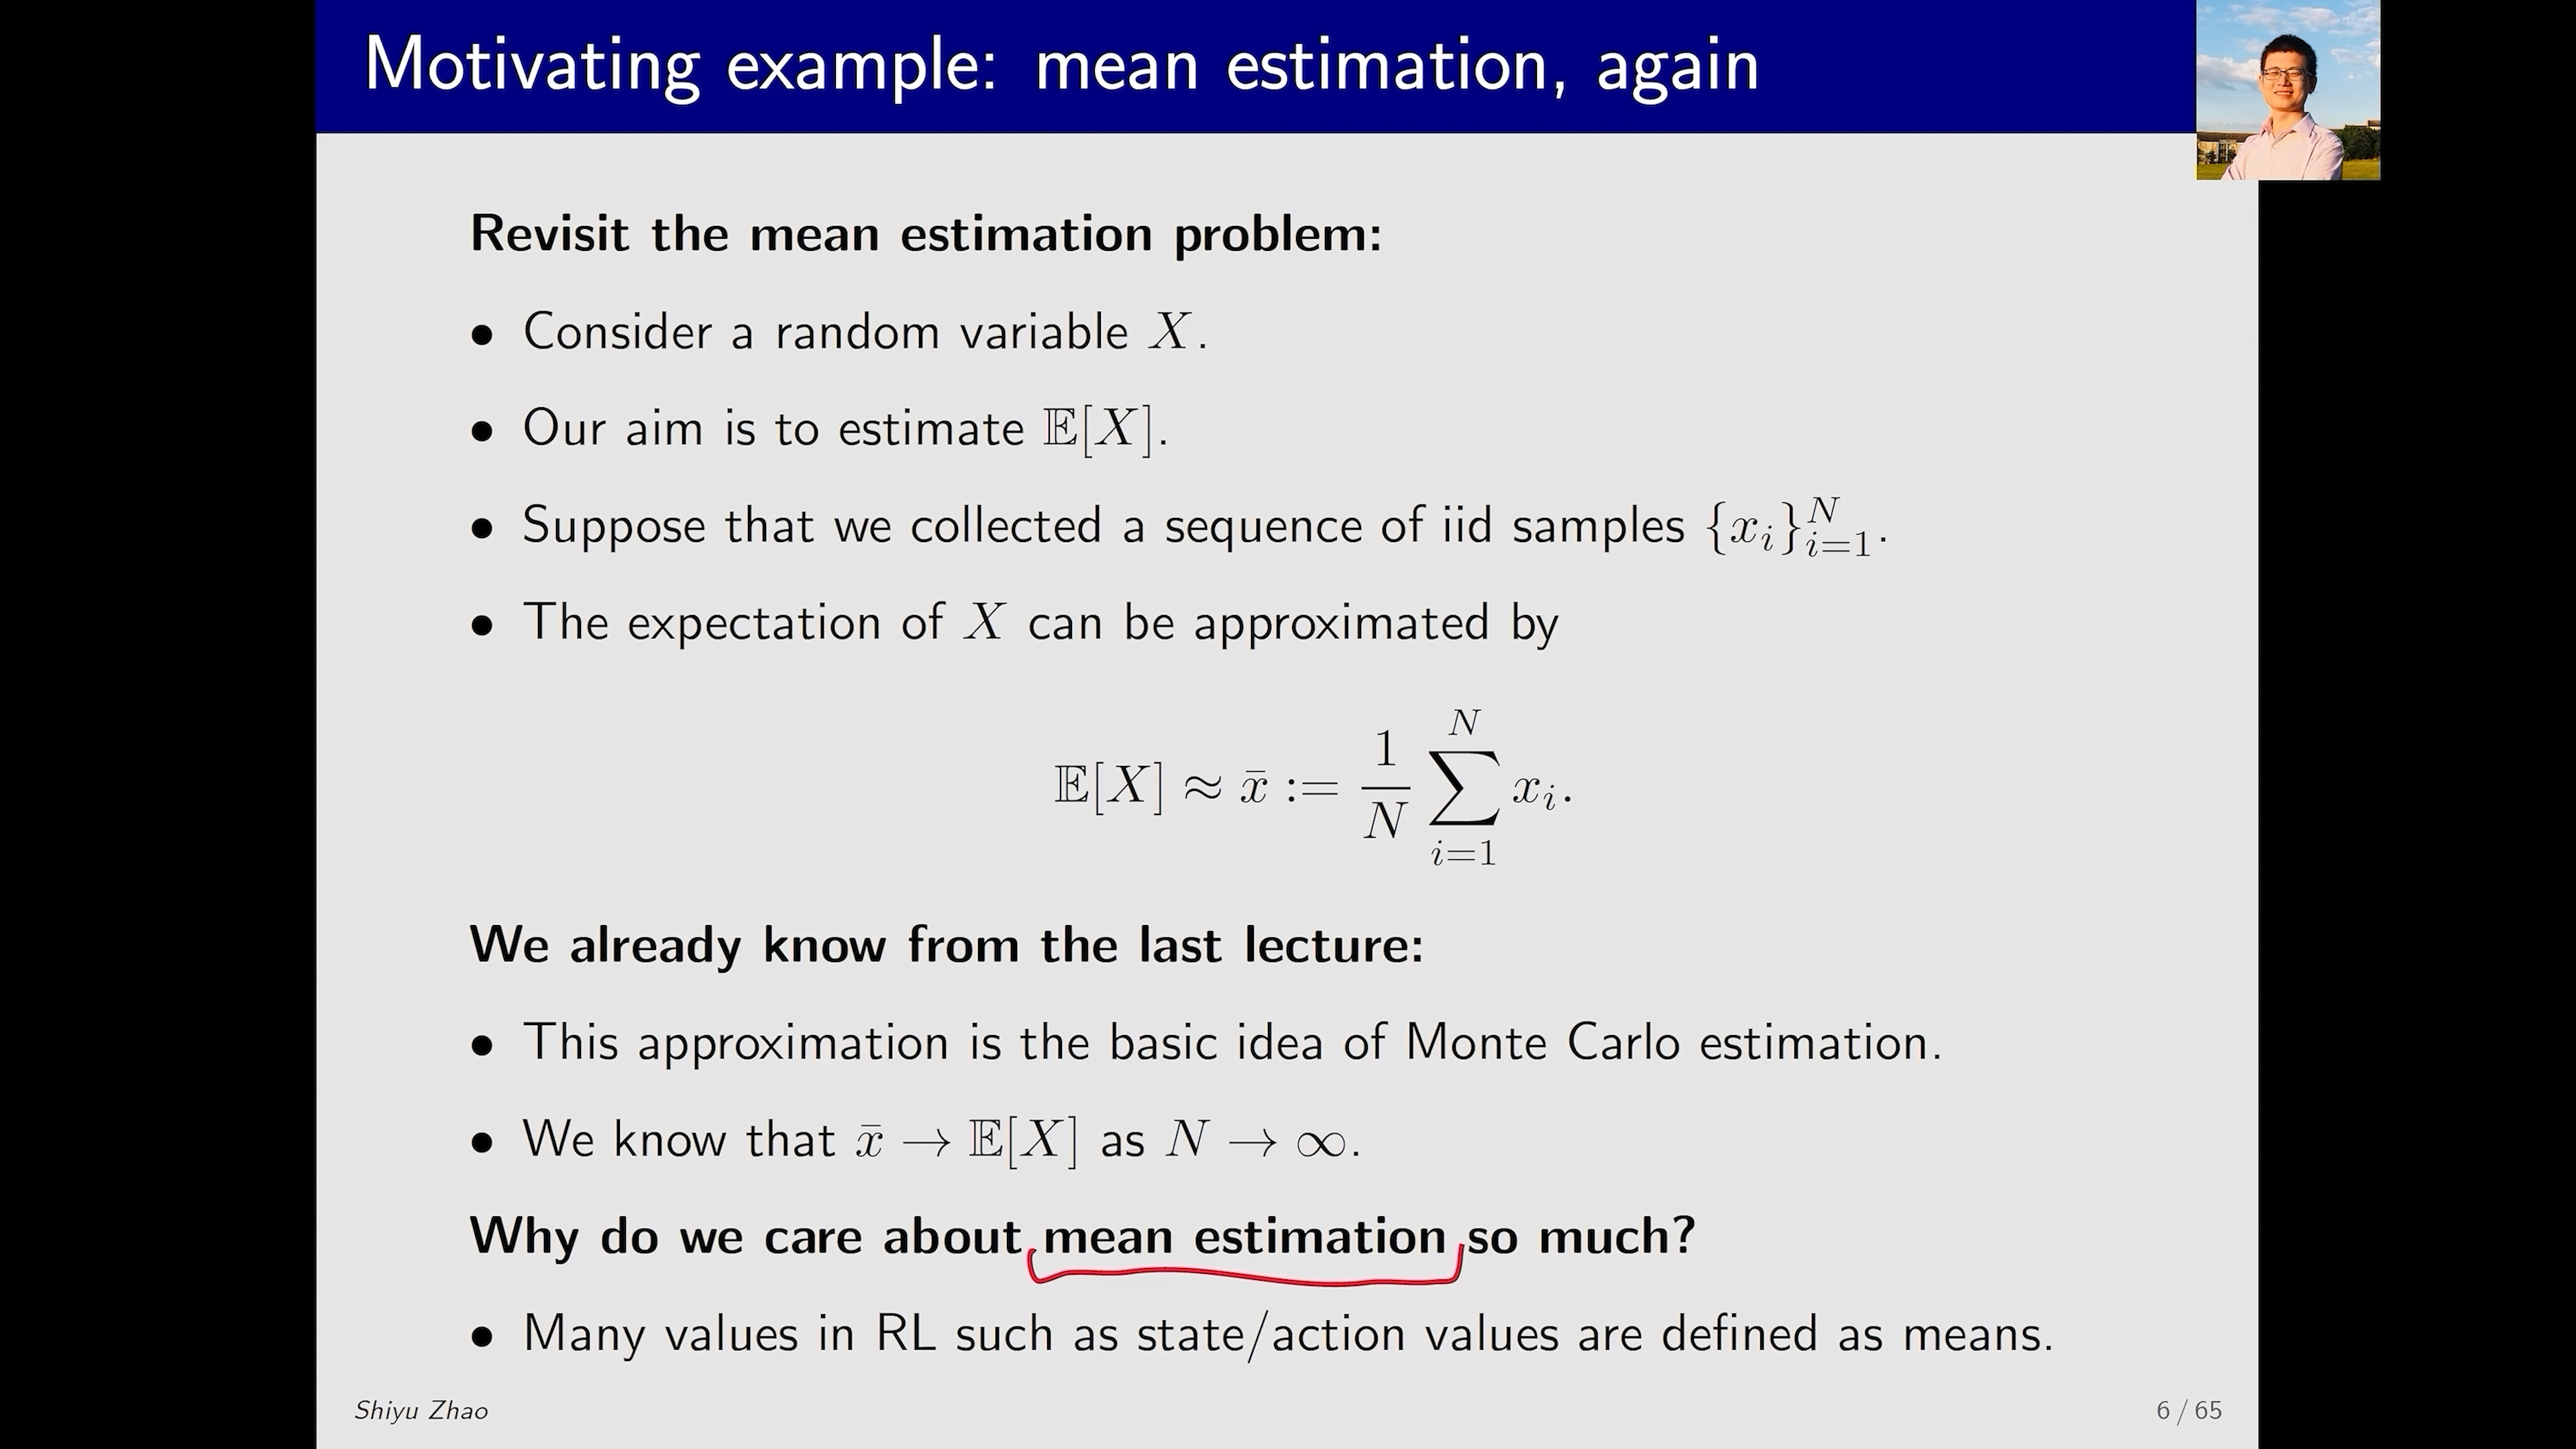 Motivating example: mean estimation, again
Revisit the mean estimation problem:
• Consider a random variable X.
• Our aim is to estimate 𝔼[X].
• Suppose that we collected a sequence of iid samples {x_i}_{i=1}^N.
• The expectation of X can be approximated by
𝔼[X] ≈ x̄ := \frac{1}{N} \sum_{i=1}^{N} x_i.
We already know from the last lecture:
• This approximation is the basic idea of Monte Carlo estimation.
• We know that x̄ → 𝔼[X] as N → ∞.
Why do we care about mean estimation so much?
• Many values in RL such as state/action values are defined as means.
Shiyu Zhao
6 / 65